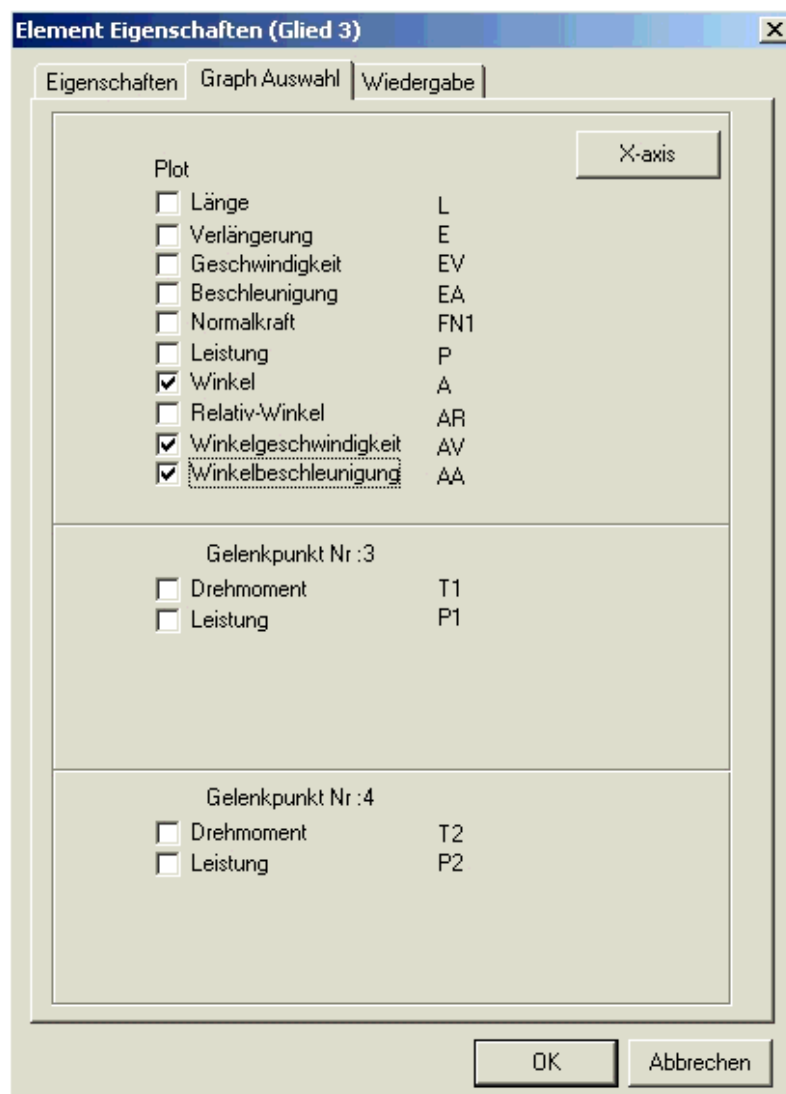 Element Eigenschaften (Glied 3)
Eigenschaften Graph Auswahl Wiedergabe
X-axis
Plot
Länge L
Verlängerung E
Geschwindigkeit EV
Beschleunigung EA
Normalkraft FN1
Leistung P
Winkel A
Relativ-Winkel AR
Winkelgeschwindigkeit AV
Winkelbeschleunigung AA
Gelenkpunkt Nr :3
Drehmoment T1
Leistung P1
Gelenkpunkt Nr :4
Drehmoment T2
Leistung P2
OK Abbrechen